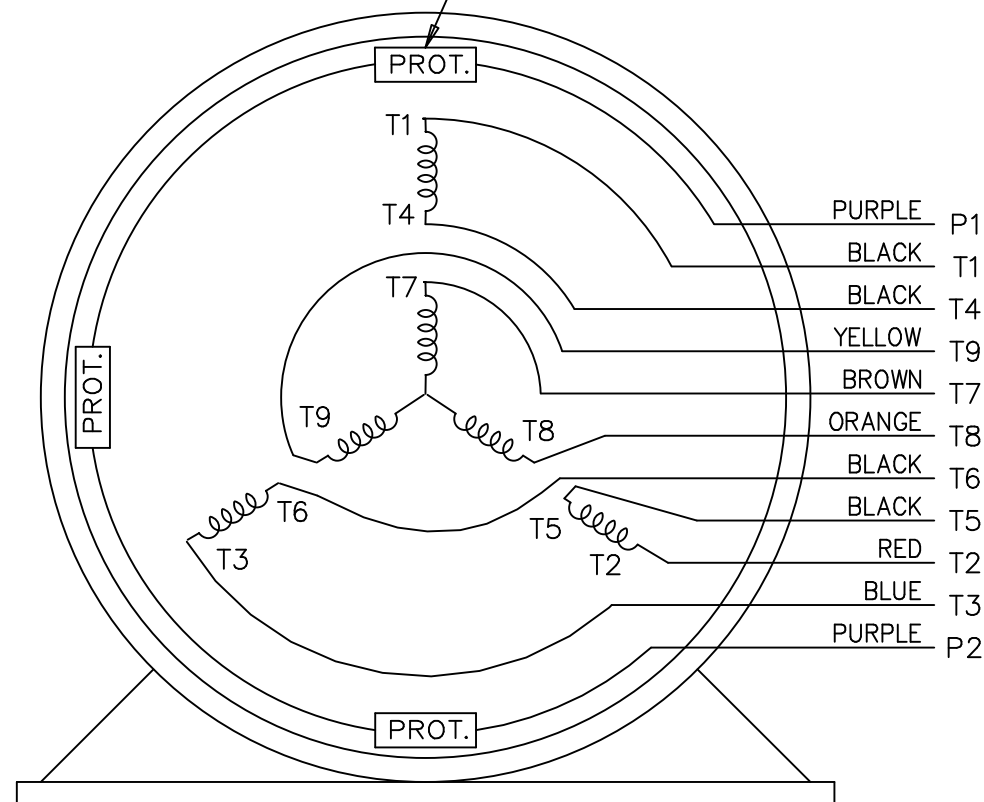 PROT.
T1
T4
T7
PROT.
T9
T8
T6
T5
T3
T2
PROT.
PURPLE P1
BLACK T1
BLACK T4
YELLOW T9
BROWN T7
ORANGE T8
BLACK T6
BLACK T5
RED T2
BLUE T3
PURPLE P2